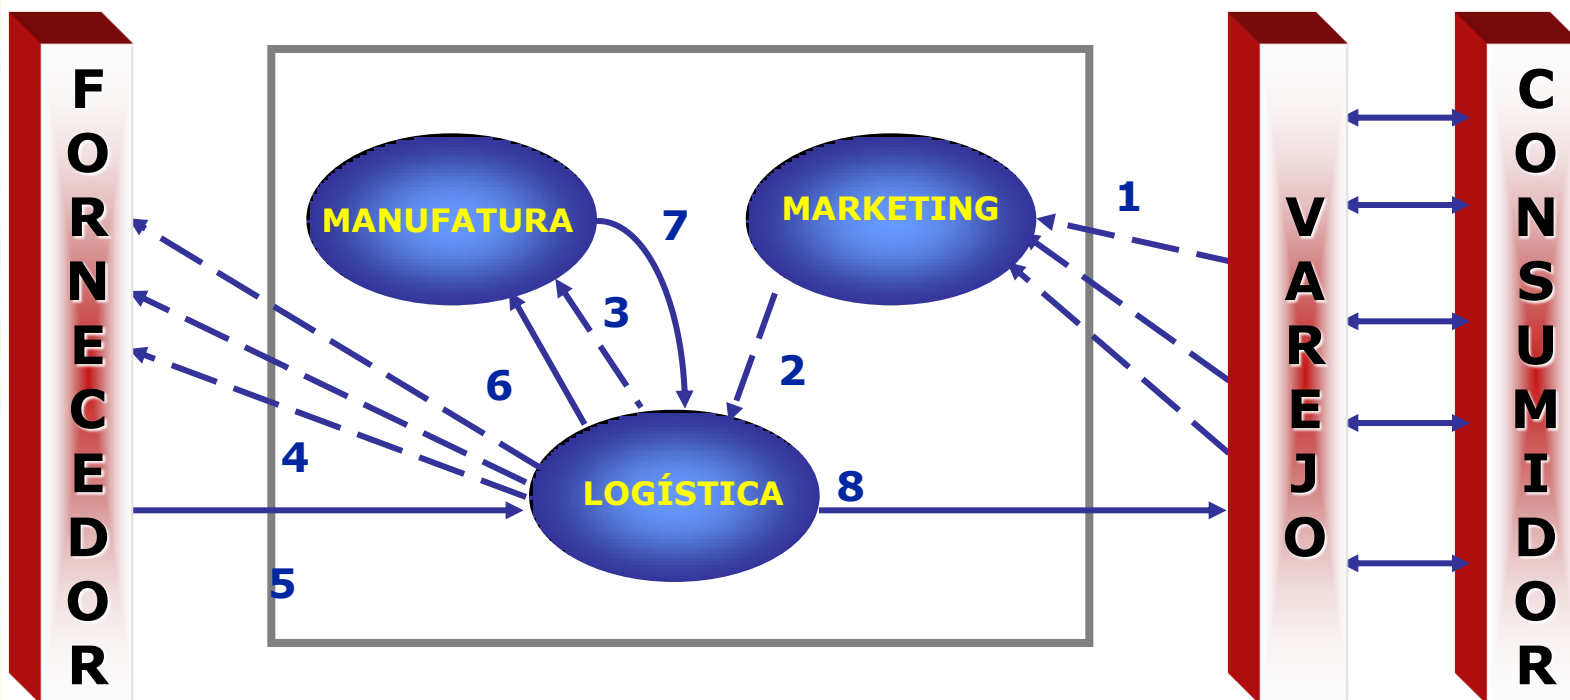 FORNECEDOR
MANUFATURA
7
MARKETING
1
3
2
6
4
LOGÍSTICA
8
5
VAREJO
CONSUMIDOR